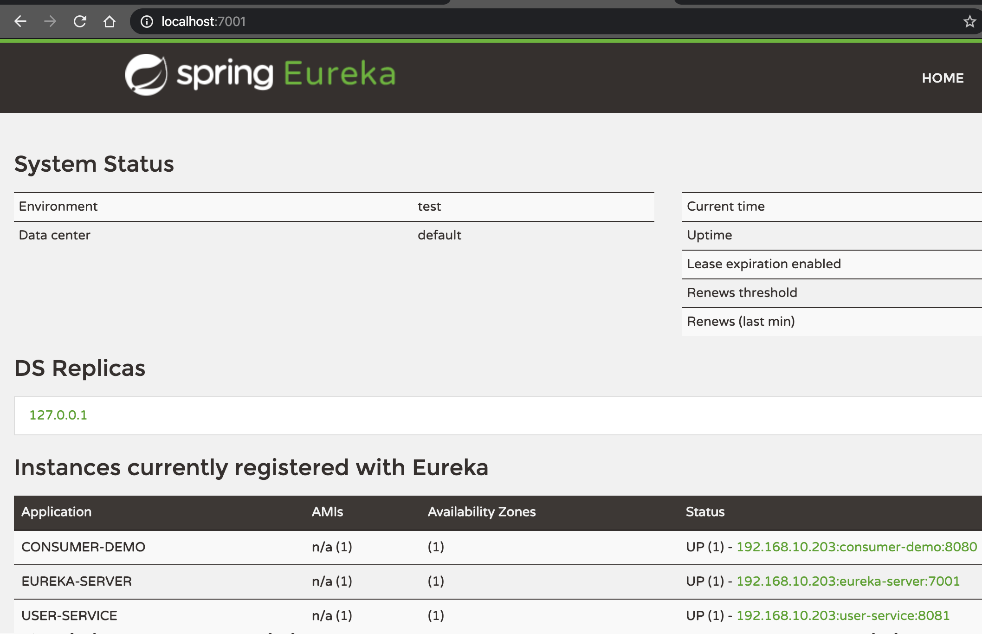 localhost:7001
spring Eureka
HOME
System Status
Environment test
Data center default
Current time
Uptime
Lease expiration enabled
Renews threshold
Renews (last min)
DS Replicas
127.0.0.1
Instances currently registered with Eureka
Application AMIs Availability Zones Status
CONSUMER-DEMO n/a (1) (1) UP (1) - 192.168.10.203:consumer-demo:8080
EUREKA-SERVER n/a (1) (1) UP (1) - 192.168.10.203:eureka-server:7001
USER-SERVICE n/a (1) (1) UP (1) - 192.168.10.203:user-service:8081